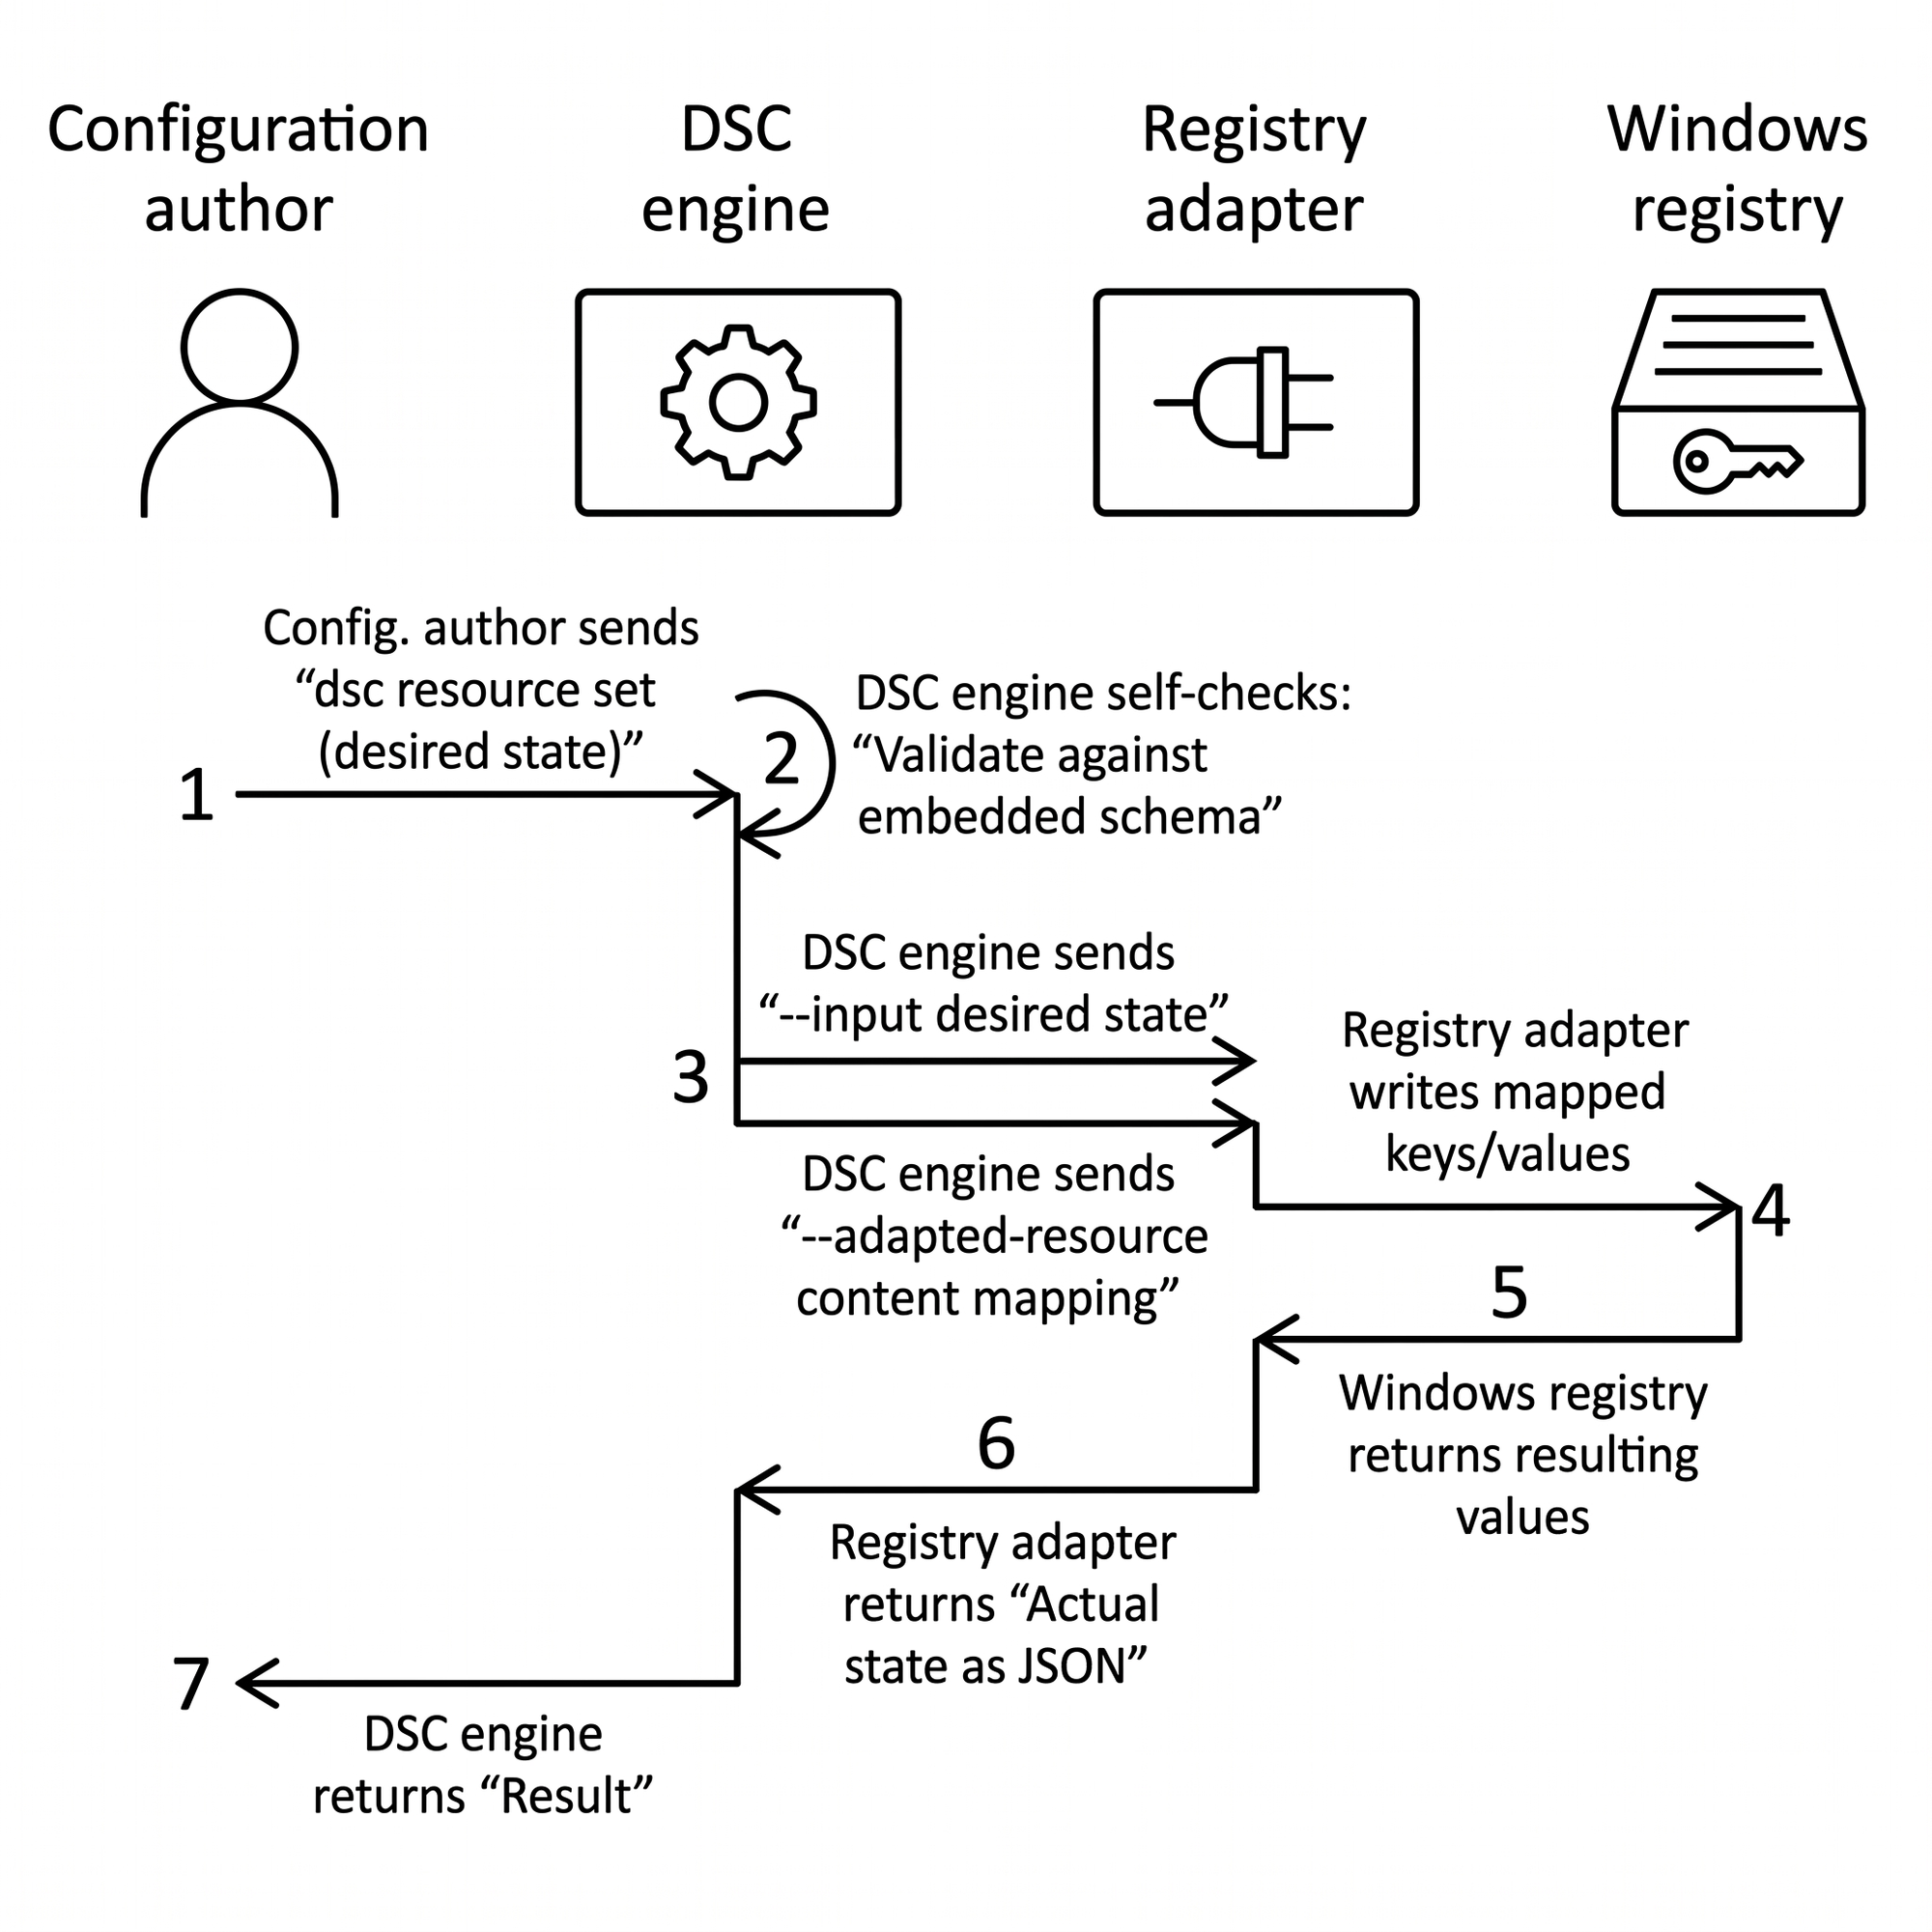 Configuration
author
DSC
engine
Registry
adapter
Windows
registry
Config. author sends
“dsc resource set
(desired state)”
1
2
DSC engine self-checks:
“Validate against
embedded schema”
DSC engine sends
“--input desired state”
3
DSC engine sends
“--adapted-resource
content mapping”
Registry adapter
writes mapped
keys/values
4
5
Windows registry
returns resulting
values
6
Registry adapter
returns “Actual
state as JSON”
7
DSC engine
returns “Result”